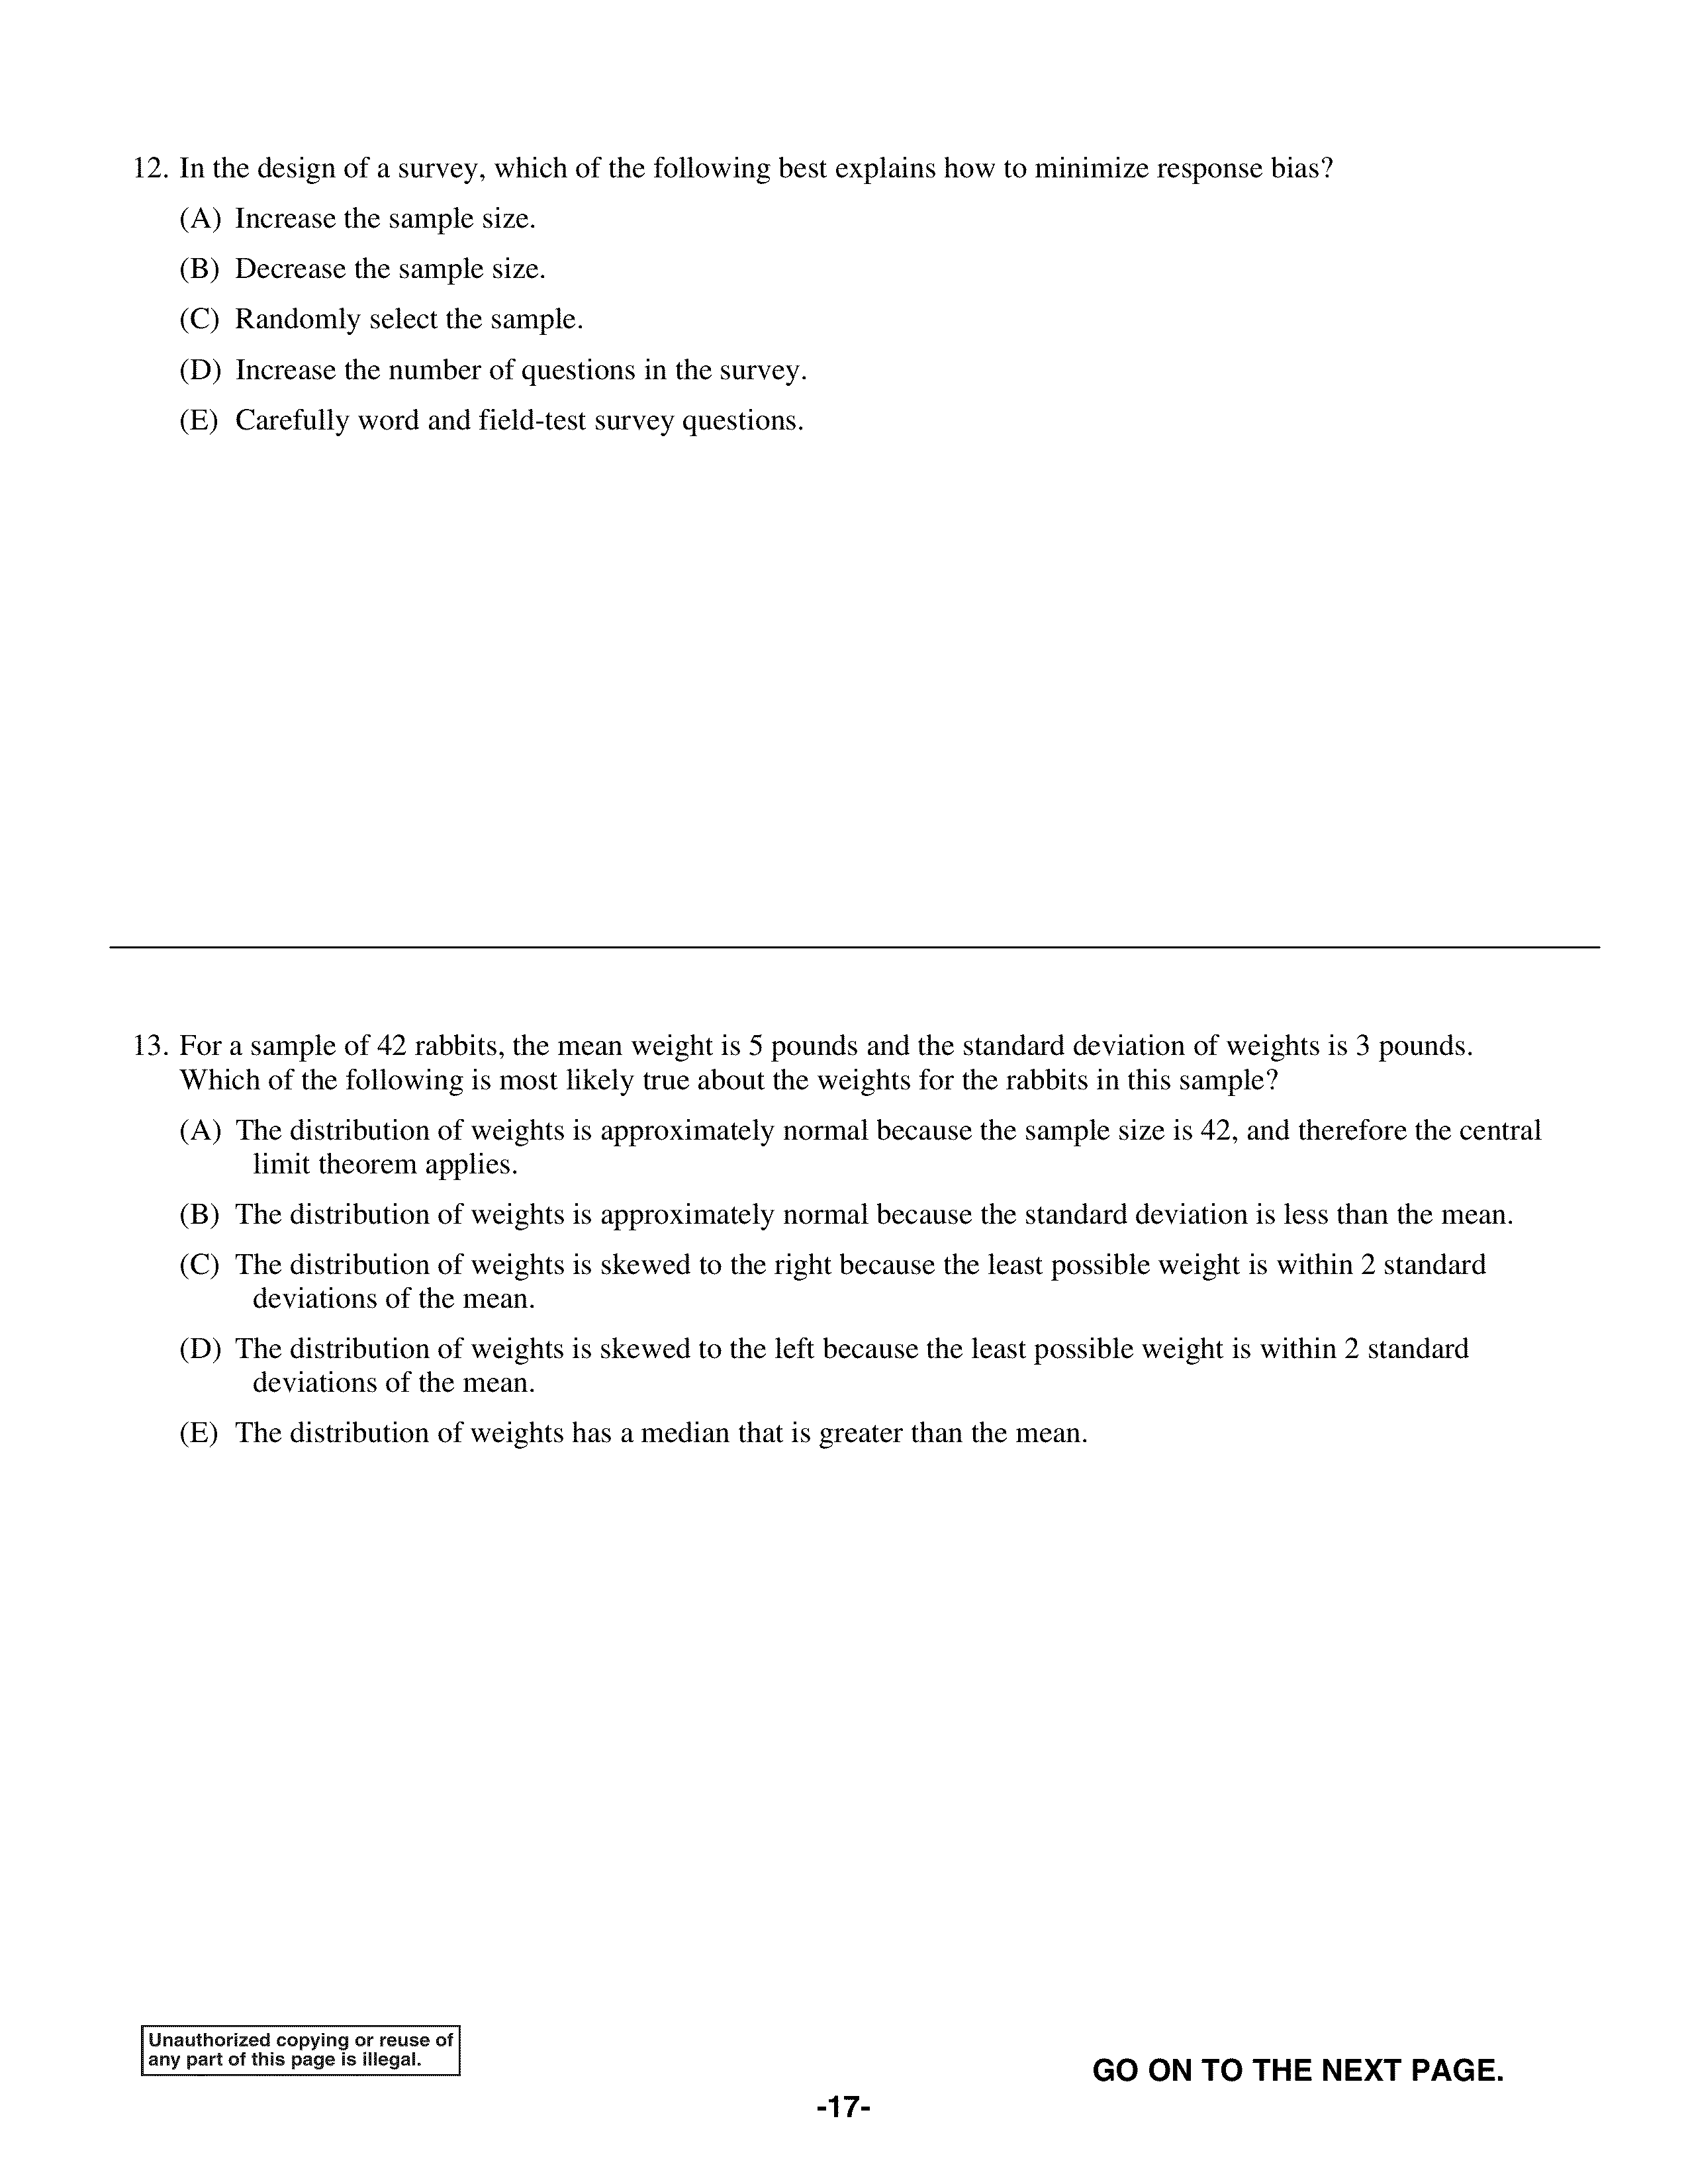 12. In the design of a survey, which of the following best explains how to minimize response bias?
(A) Increase the sample size.
(B) Decrease the sample size.
(C) Randomly select the sample.
(D) Increase the number of questions in the survey.
(E) Carefully word and field-test survey questions.
13. For a sample of 42 rabbits, the mean weight is 5 pounds and the standard deviation of weights is 3 pounds.
Which of the following is most likely true about the weights for the rabbits in this sample?
(A) The distribution of weights is approximately normal because the sample size is 42, and therefore the central
limit theorem applies.
(B) The distribution of weights is approximately normal because the standard deviation is less than the mean.
(C) The distribution of weights is skewed to the right because the least possible weight is within 2 standard
deviations of the mean.
(D) The distribution of weights is skewed to the left because the least possible weight is within 2 standard
deviations of the mean.
(E) The distribution of weights has a median that is greater than the mean.
Unauthorized copying or reuse of
any part of this page is illegal.
GO ON TO THE NEXT PAGE.
-17-